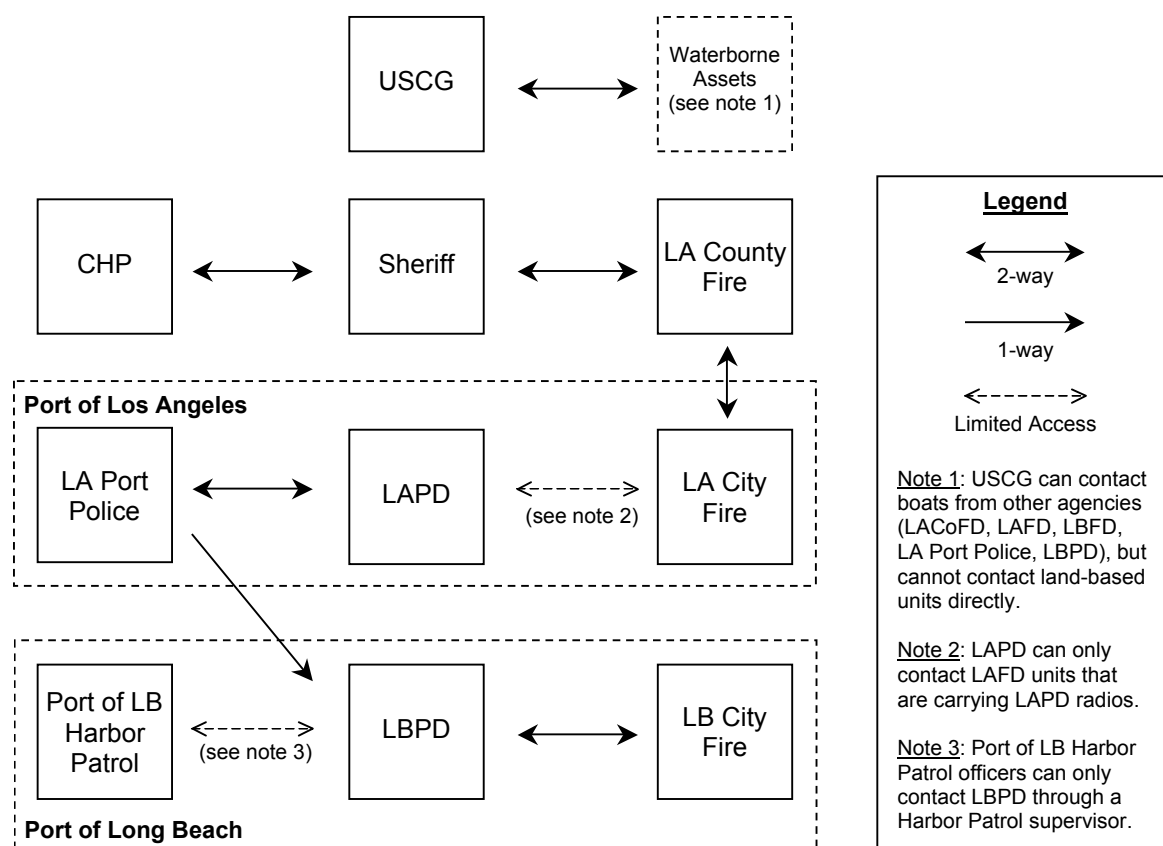 USCG
Waterborne
Assets
(see note 1)
CHP
Sheriff
LA County
Fire
Port of Los Angeles
LA Port
Police
LAPD
(see note 2)
LA City
Fire
Port of LB
Harbor
Patrol
(see note 3)
LBPD
LB City
Fire
Port of Long Beach
Legend
2-way
1-way
Limited Access
Note 1: USCG can contact
boats from other agencies
(LACoFD, LAFD, LBFD,
LA Port Police, LBPD), but
cannot contact land-based
units directly.
Note 2: LAPD can only
contact LAFD units that
are carrying LAPD radios.
Note 3: Port of LB Harbor
Patrol officers can only
contact LBPD through a
Harbor Patrol supervisor.